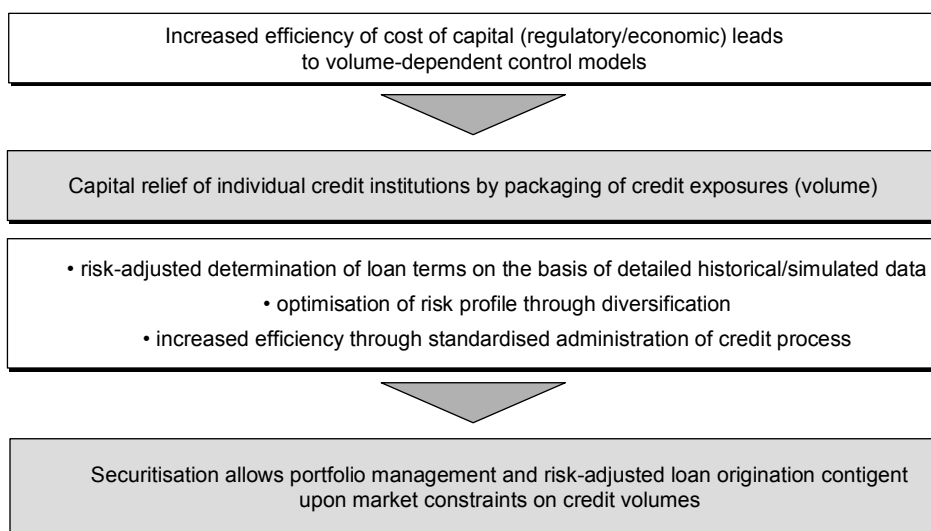 Increased efficiency of cost of capital (regulatory/economic) leads
to volume-dependent control models
Capital relief of individual credit institutions by packaging of credit exposures (volume)
• risk-adjusted determination of loan terms on the basis of detailed historical/simulated data
• optimisation of risk profile through diversification
• increased efficiency through standardised administration of credit process
Securitisation allows portfolio management and risk-adjusted loan origination contigent
upon market constraints on credit volumes